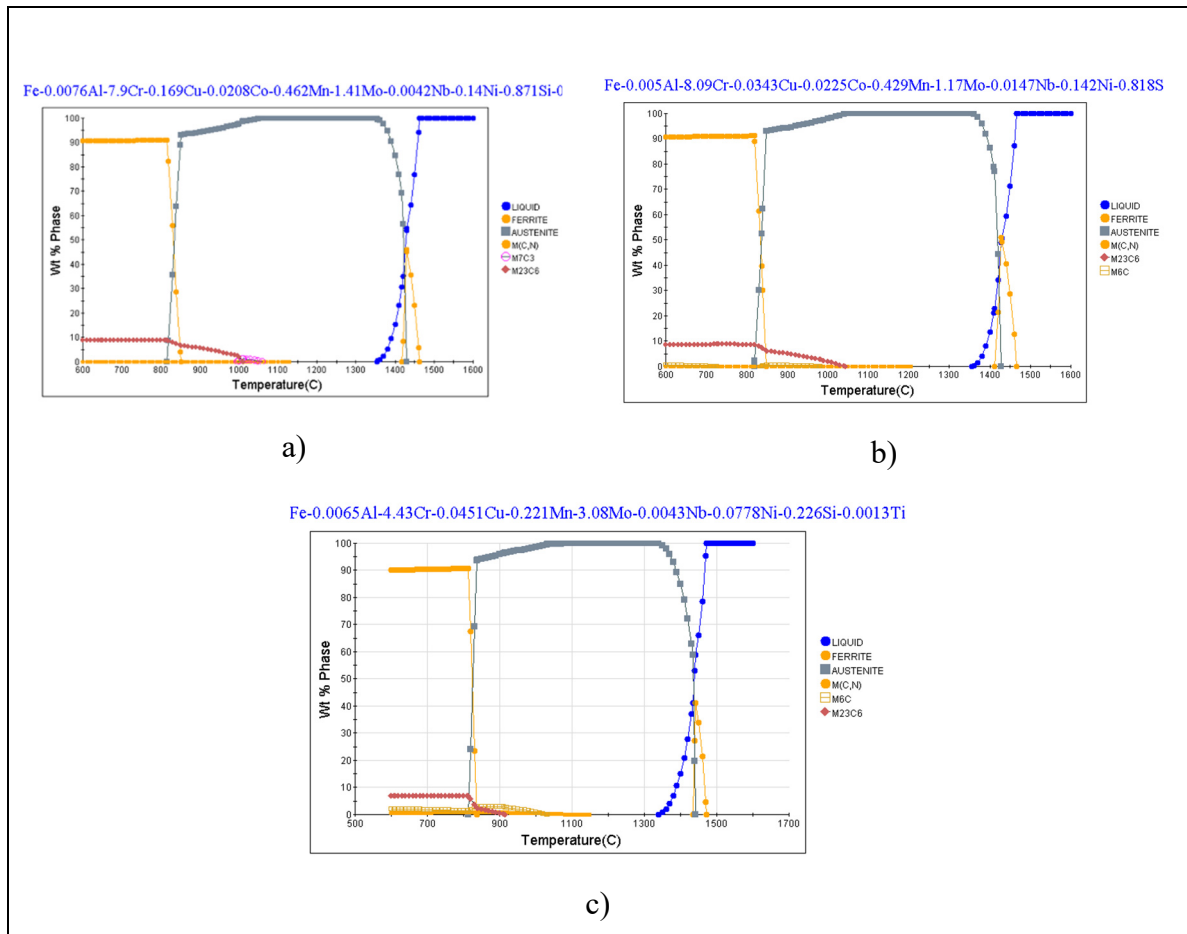 Fe-0.0076Al-7.9Cr-0.169Cu-0.0208Co-0.462Mn-1.41Mo-0.0042Nb-0.14Ni-0.871Si-0
100
90
80
70
60
50
40
30
20
10
0
Wt % Phase
600 700 800 900 1000 1100 1200 1300 1400 1500 1600
Temperature(C)
LIQUID
FERRITE
AUSTENITE
M(C,N)
M7C3
M23C6
a)
Fe-0.005Al-8.09Cr-0.0343Cu-0.0225Co-0.429Mn-1.17Mo-0.0147Nb-0.142Ni-0.818S
100
90
80
70
60
50
40
30
20
10
0
Wt % Phase
600 700 800 900 1000 1100 1200 1300 1400 1500 1600
Temperature(C)
LIQUID
FERRITE
AUSTENITE
M(C,N)
M23C6
M6C
b)
Fe-0.0065Al-4.43Cr-0.0451Cu-0.221Mn-3.08Mo-0.0043Nb-0.0778Ni-0.226Si-0.0013Ti
100
90
80
70
60
50
40
30
20
10
0
Wt % Phase
500 700 900 1100 1300 1500 1700
Temperature(C)
LIQUID
FERRITE
AUSTENITE
M(C,N)
M6C
M23C6
c)